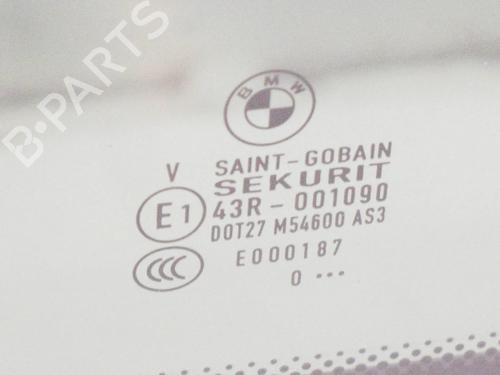 B·PARTS
BMW
V
SAINT-GOBAIN
SEKURIT
E1 43R-001090
DOT27 M54600 AS3
CCC
E000187
0 ...